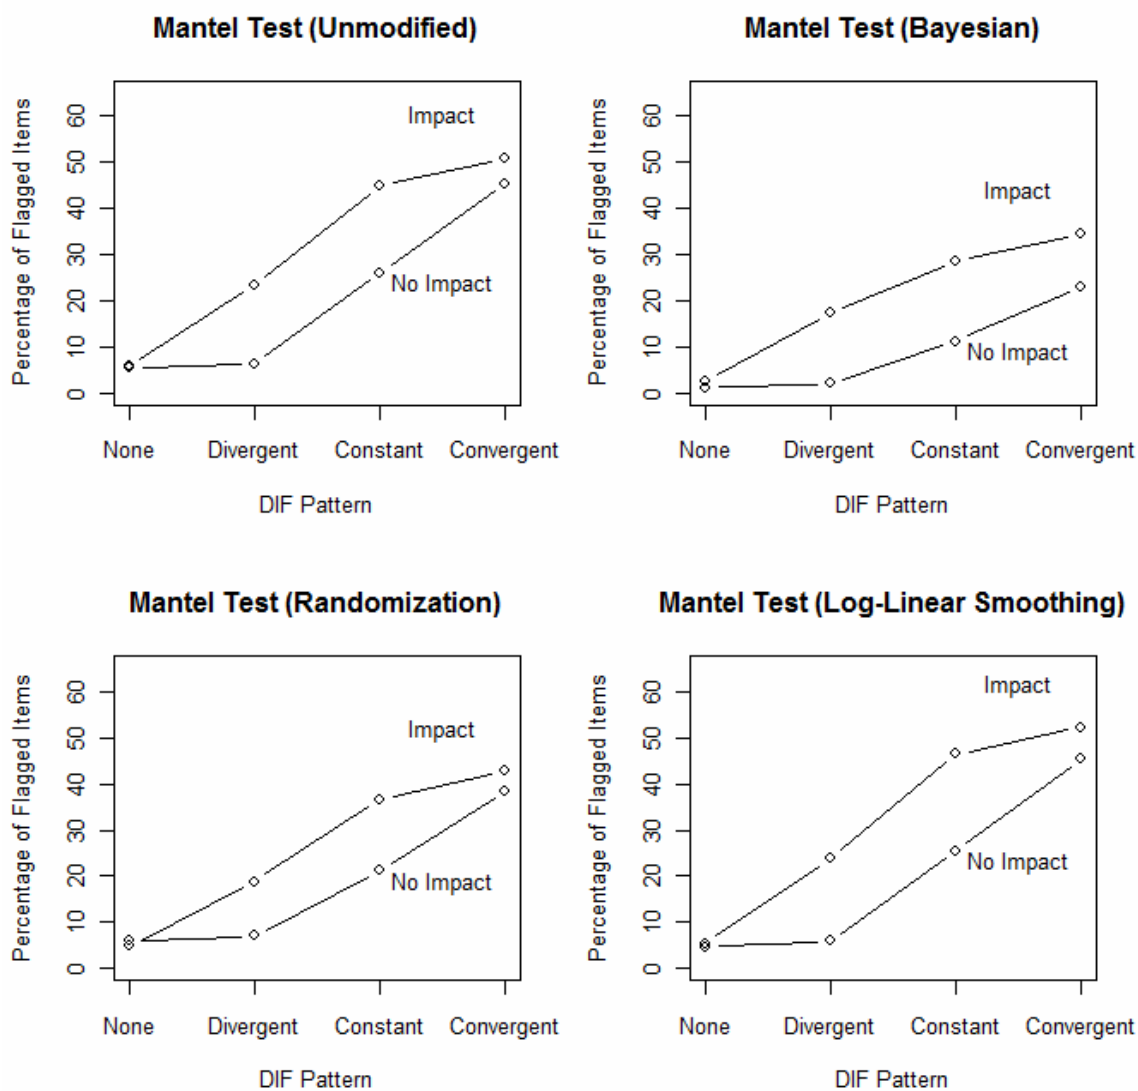 Mantel Test (Unmodified)
Percentage of Flagged Items
60
50
40
30
20
10
0
Impact
No Impact
None Divergent Constant Convergent
DIF Pattern
Mantel Test (Bayesian)
Percentage of Flagged Items
60
50
40
30
20
10
0
Impact
No Impact
None Divergent Constant Convergent
DIF Pattern
Mantel Test (Randomization)
Percentage of Flagged Items
60
50
40
30
20
10
0
Impact
No Impact
None Divergent Constant Convergent
DIF Pattern
Mantel Test (Log-Linear Smoothing)
Percentage of Flagged Items
60
50
40
30
20
10
0
Impact
No Impact
None Divergent Constant Convergent
DIF Pattern